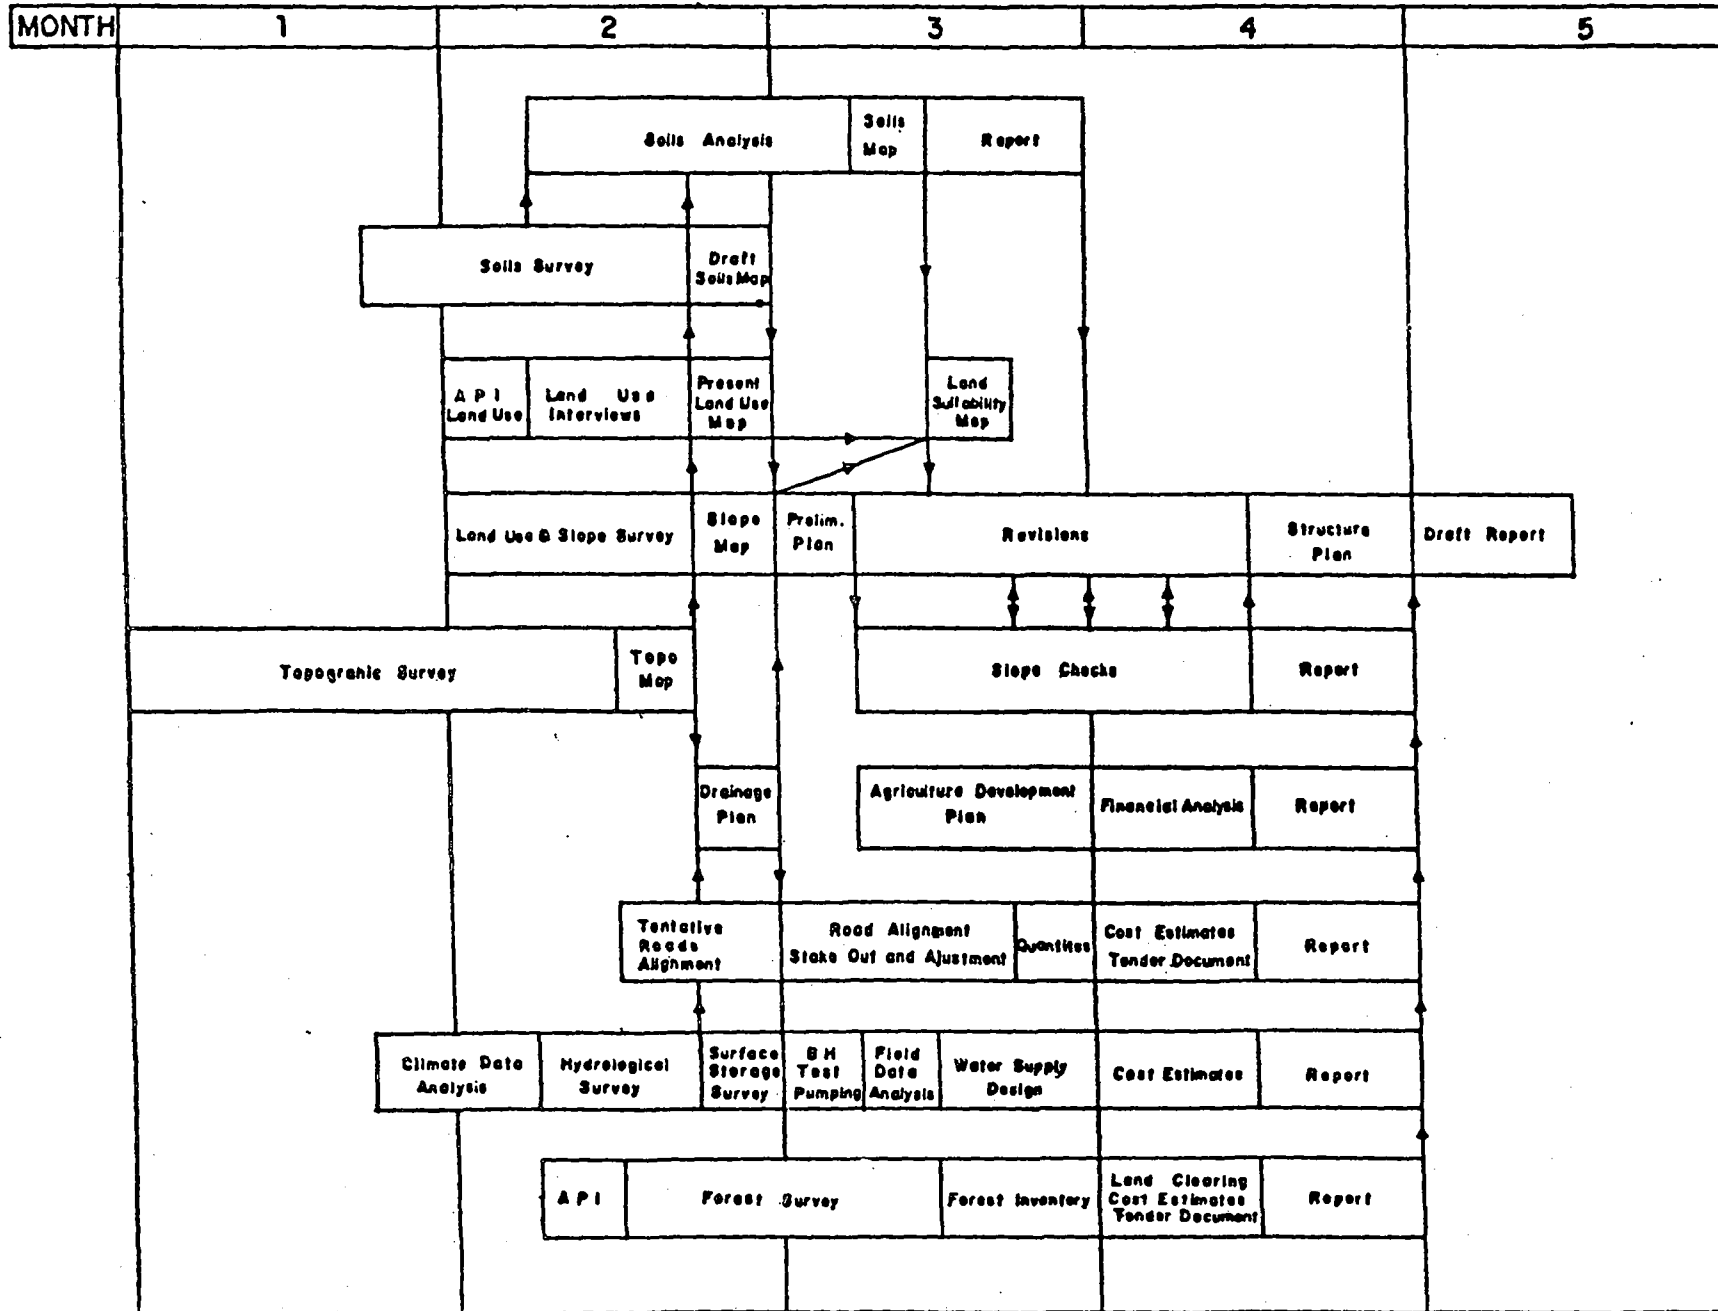 MONTH 1 2 3 4 5
Soils Analysis
Soils
Map
Report
Soils Survey
Draft
Soils Map
A P I
Land Use
Land Use
Interviews
Present
Land Use
Map
Land
Suitability
Map
Land Use & Slope Survey
Slope
Map
Prelim.
Plan
Revisions
Structure
Plan
Draft Report
Topograhic Survey
Topo
Map
Slope Checks
Report
Drainage
Plan
Agriculture Development
Plan
Financial Analysis
Report
Tentative
Roads
Alignment
Road Alignment
Stake Out and Ajustment
Quantites
Cost Estimates
Tender Document
Report
Climate Data
Analysis
Hydrological
Survey
Surface
Storage
Survey
B H
Test
Pumping
Field
Data
Analysis
Water Supply
Design
Cost Estimates
Report
A P I
Forest Survey
Forest Inventory
Land Clearing
Cost Estimates
Tender Document
Report